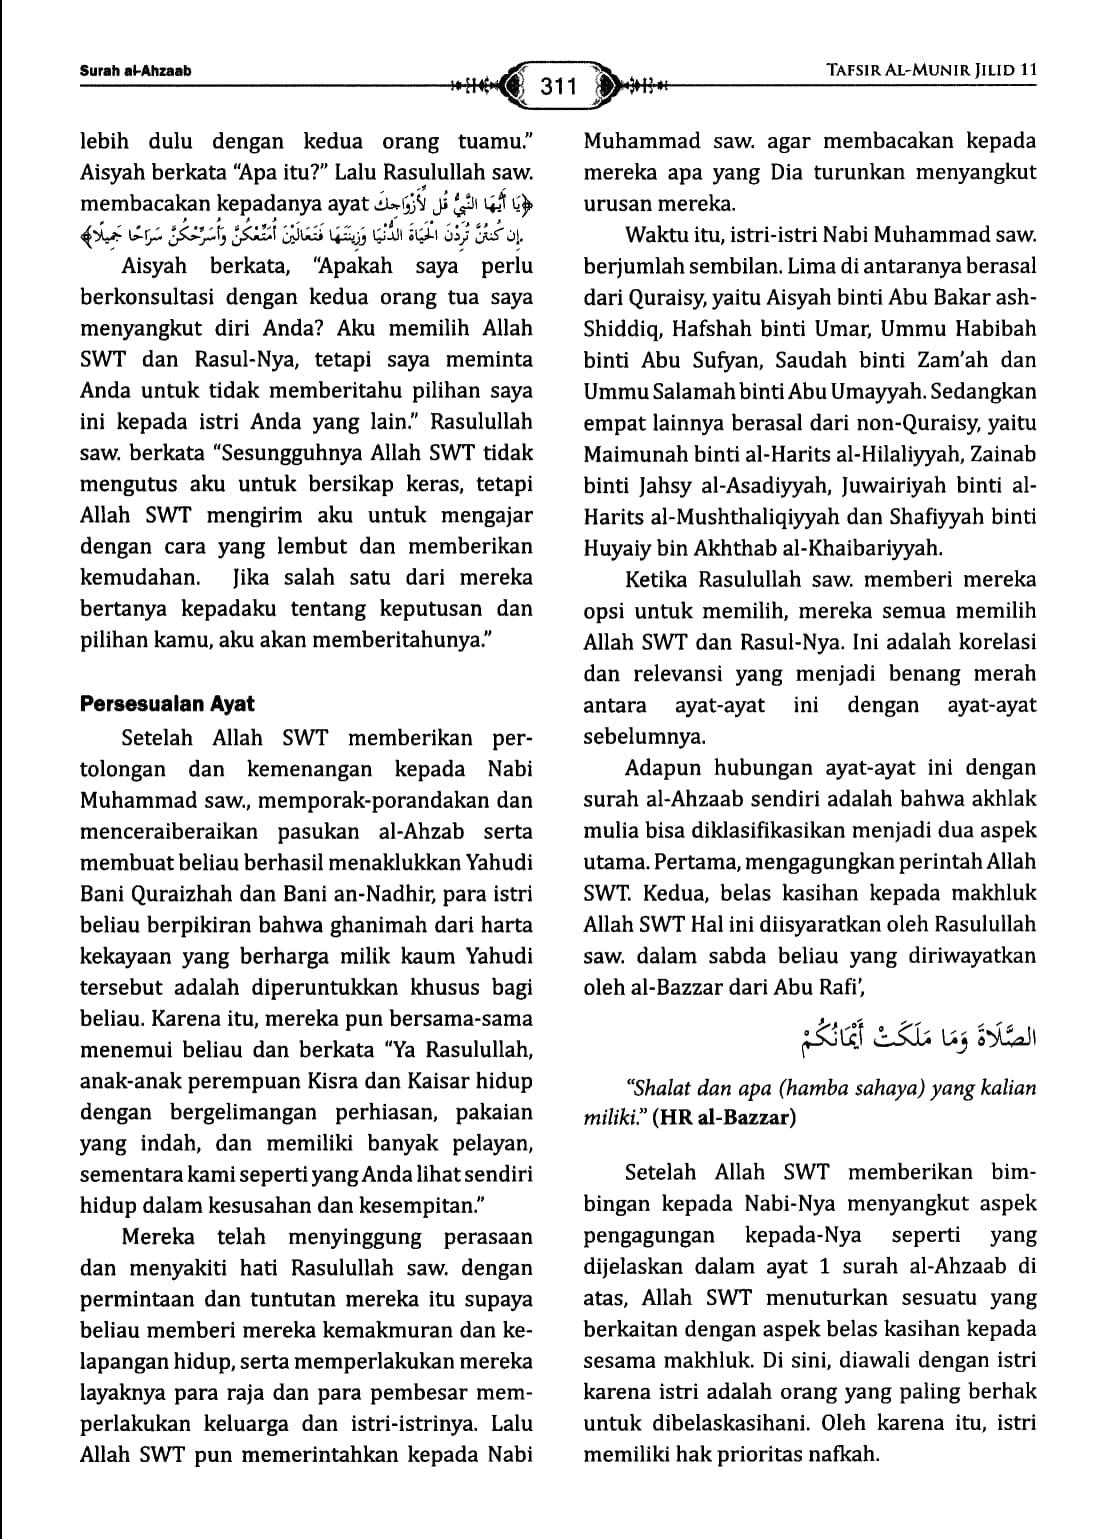 Surah al-Ahzaab
311
TAFSIR AL-MUNIR JILID 11
lebih dulu dengan kedua orang tuamu.”
Aisyah berkata “Apa itu?” Lalu Rasulullah saw.
membacakan kepadanya ayat ﴿يَا أَيُّهَا النَّبِيُّ قُل لِّأَزْوَاجِكَ
إِن كُنتُنَّ تُرِدْنَ الْحَيَاةَ الدُّنْيَا وَزِينَتَهَا فَتَعَالَيْنَ أُمَتِّعْكُنَّ وَأُسَرِّحْكُنَّ سَرَاحًا جَمِيلًا﴾.
Aisyah berkata, “Apakah saya perlu
berkonsultasi dengan kedua orang tua saya
menyangkut diri Anda? Aku memilih Allah
SWT dan Rasul-Nya, tetapi saya meminta
Anda untuk tidak memberitahu pilihan saya
ini kepada istri Anda yang lain.” Rasulullah
saw. berkata “Sesungguhnya Allah SWT tidak
mengutus aku untuk bersikap keras, tetapi
Allah SWT mengirim aku untuk mengajar
dengan cara yang lembut dan memberikan
kemudahan. Jika salah satu dari mereka
bertanya kepadaku tentang keputusan dan
pilihan kamu, aku akan memberitahunya.”
Persesualan Ayat
Setelah Allah SWT memberikan per-
tolongan dan kemenangan kepada Nabi
Muhammad saw., memporak-porandakan dan
menceraiberaikan pasukan al-Ahzab serta
membuat beliau berhasil menaklukkan Yahudi
Bani Quraizhah dan Bani an-Nadhir, para istri
beliau berpikiran bahwa ghanimah dari harta
kekayaan yang berharga milik kaum Yahudi
tersebut adalah diperuntukkan khusus bagi
beliau. Karena itu, mereka pun bersama-sama
menemui beliau dan berkata “Ya Rasulullah,
anak-anak perempuan Kisra dan Kaisar hidup
dengan bergelimangan perhiasan, pakaian
yang indah, dan memiliki banyak pelayan,
sementara kami seperti yang Anda lihat sendiri
hidup dalam kesusahan dan kesempitan.”
Mereka telah menyinggung perasaan
dan menyakiti hati Rasulullah saw. dengan
permintaan dan tuntutan mereka itu supaya
beliau memberi mereka kemakmuran dan ke-
lapangan hidup, serta memperlakukan mereka
layaknya para raja dan para pembesar mem-
perlakukan keluarga dan istri-istrinya. Lalu
Allah SWT pun memerintahkan kepada Nabi
Muhammad saw. agar membacakan kepada
mereka apa yang Dia turunkan menyangkut
urusan mereka.
Waktu itu, istri-istri Nabi Muhammad saw.
berjumlah sembilan. Lima di antaranya berasal
dari Quraisy, yaitu Aisyah binti Abu Bakar ash-
Shiddiq, Hafshah binti Umar, Ummu Habibah
binti Abu Sufyan, Saudah binti Zam’ah dan
Ummu Salamah binti Abu Umayyah. Sedangkan
empat lainnya berasal dari non-Quraisy, yaitu
Maimunah binti al-Harits al-Hilaliyyah, Zainab
binti Jahsy al-Asadiyyah, Juwairiyah binti al-
Harits al-Mushthaliqiyyah dan Shafiyyah binti
Huyaiy bin Akhthab al-Khaibariyyah.
Ketika Rasulullah saw. memberi mereka
opsi untuk memilih, mereka semua memilih
Allah SWT dan Rasul-Nya. Ini adalah korelasi
dan relevansi yang menjadi benang merah
antara ayat-ayat ini dengan ayat-ayat
sebelumnya.
Adapun hubungan ayat-ayat ini dengan
surah al-Ahzaab sendiri adalah bahwa akhlak
mulia bisa diklasifikasikan menjadi dua aspek
utama. Pertama, mengagungkan perintah Allah
SWT. Kedua, belas kasihan kepada makhluk
Allah SWT Hal ini diisyaratkan oleh Rasulullah
saw. dalam sabda beliau yang diriwayatkan
oleh al-Bazzar dari Abu Rafi’,
الصَّلَاةَ وَمَا مَلَكَتْ أَيْمَانُكُمْ
“Shalat dan apa (hamba sahaya) yang kalian
miliki.” (HR al-Bazzar)
Setelah Allah SWT memberikan bim-
bingan kepada Nabi-Nya menyangkut aspek
pengagungan kepada-Nya seperti yang
dijelaskan dalam ayat 1 surah al-Ahzaab di
atas, Allah SWT menuturkan sesuatu yang
berkaitan dengan aspek belas kasihan kepada
sesama makhluk. Di sini, diawali dengan istri
karena istri adalah orang yang paling berhak
untuk dibelaskasihani. Oleh karena itu, istri
memiliki hak prioritas nafkah.